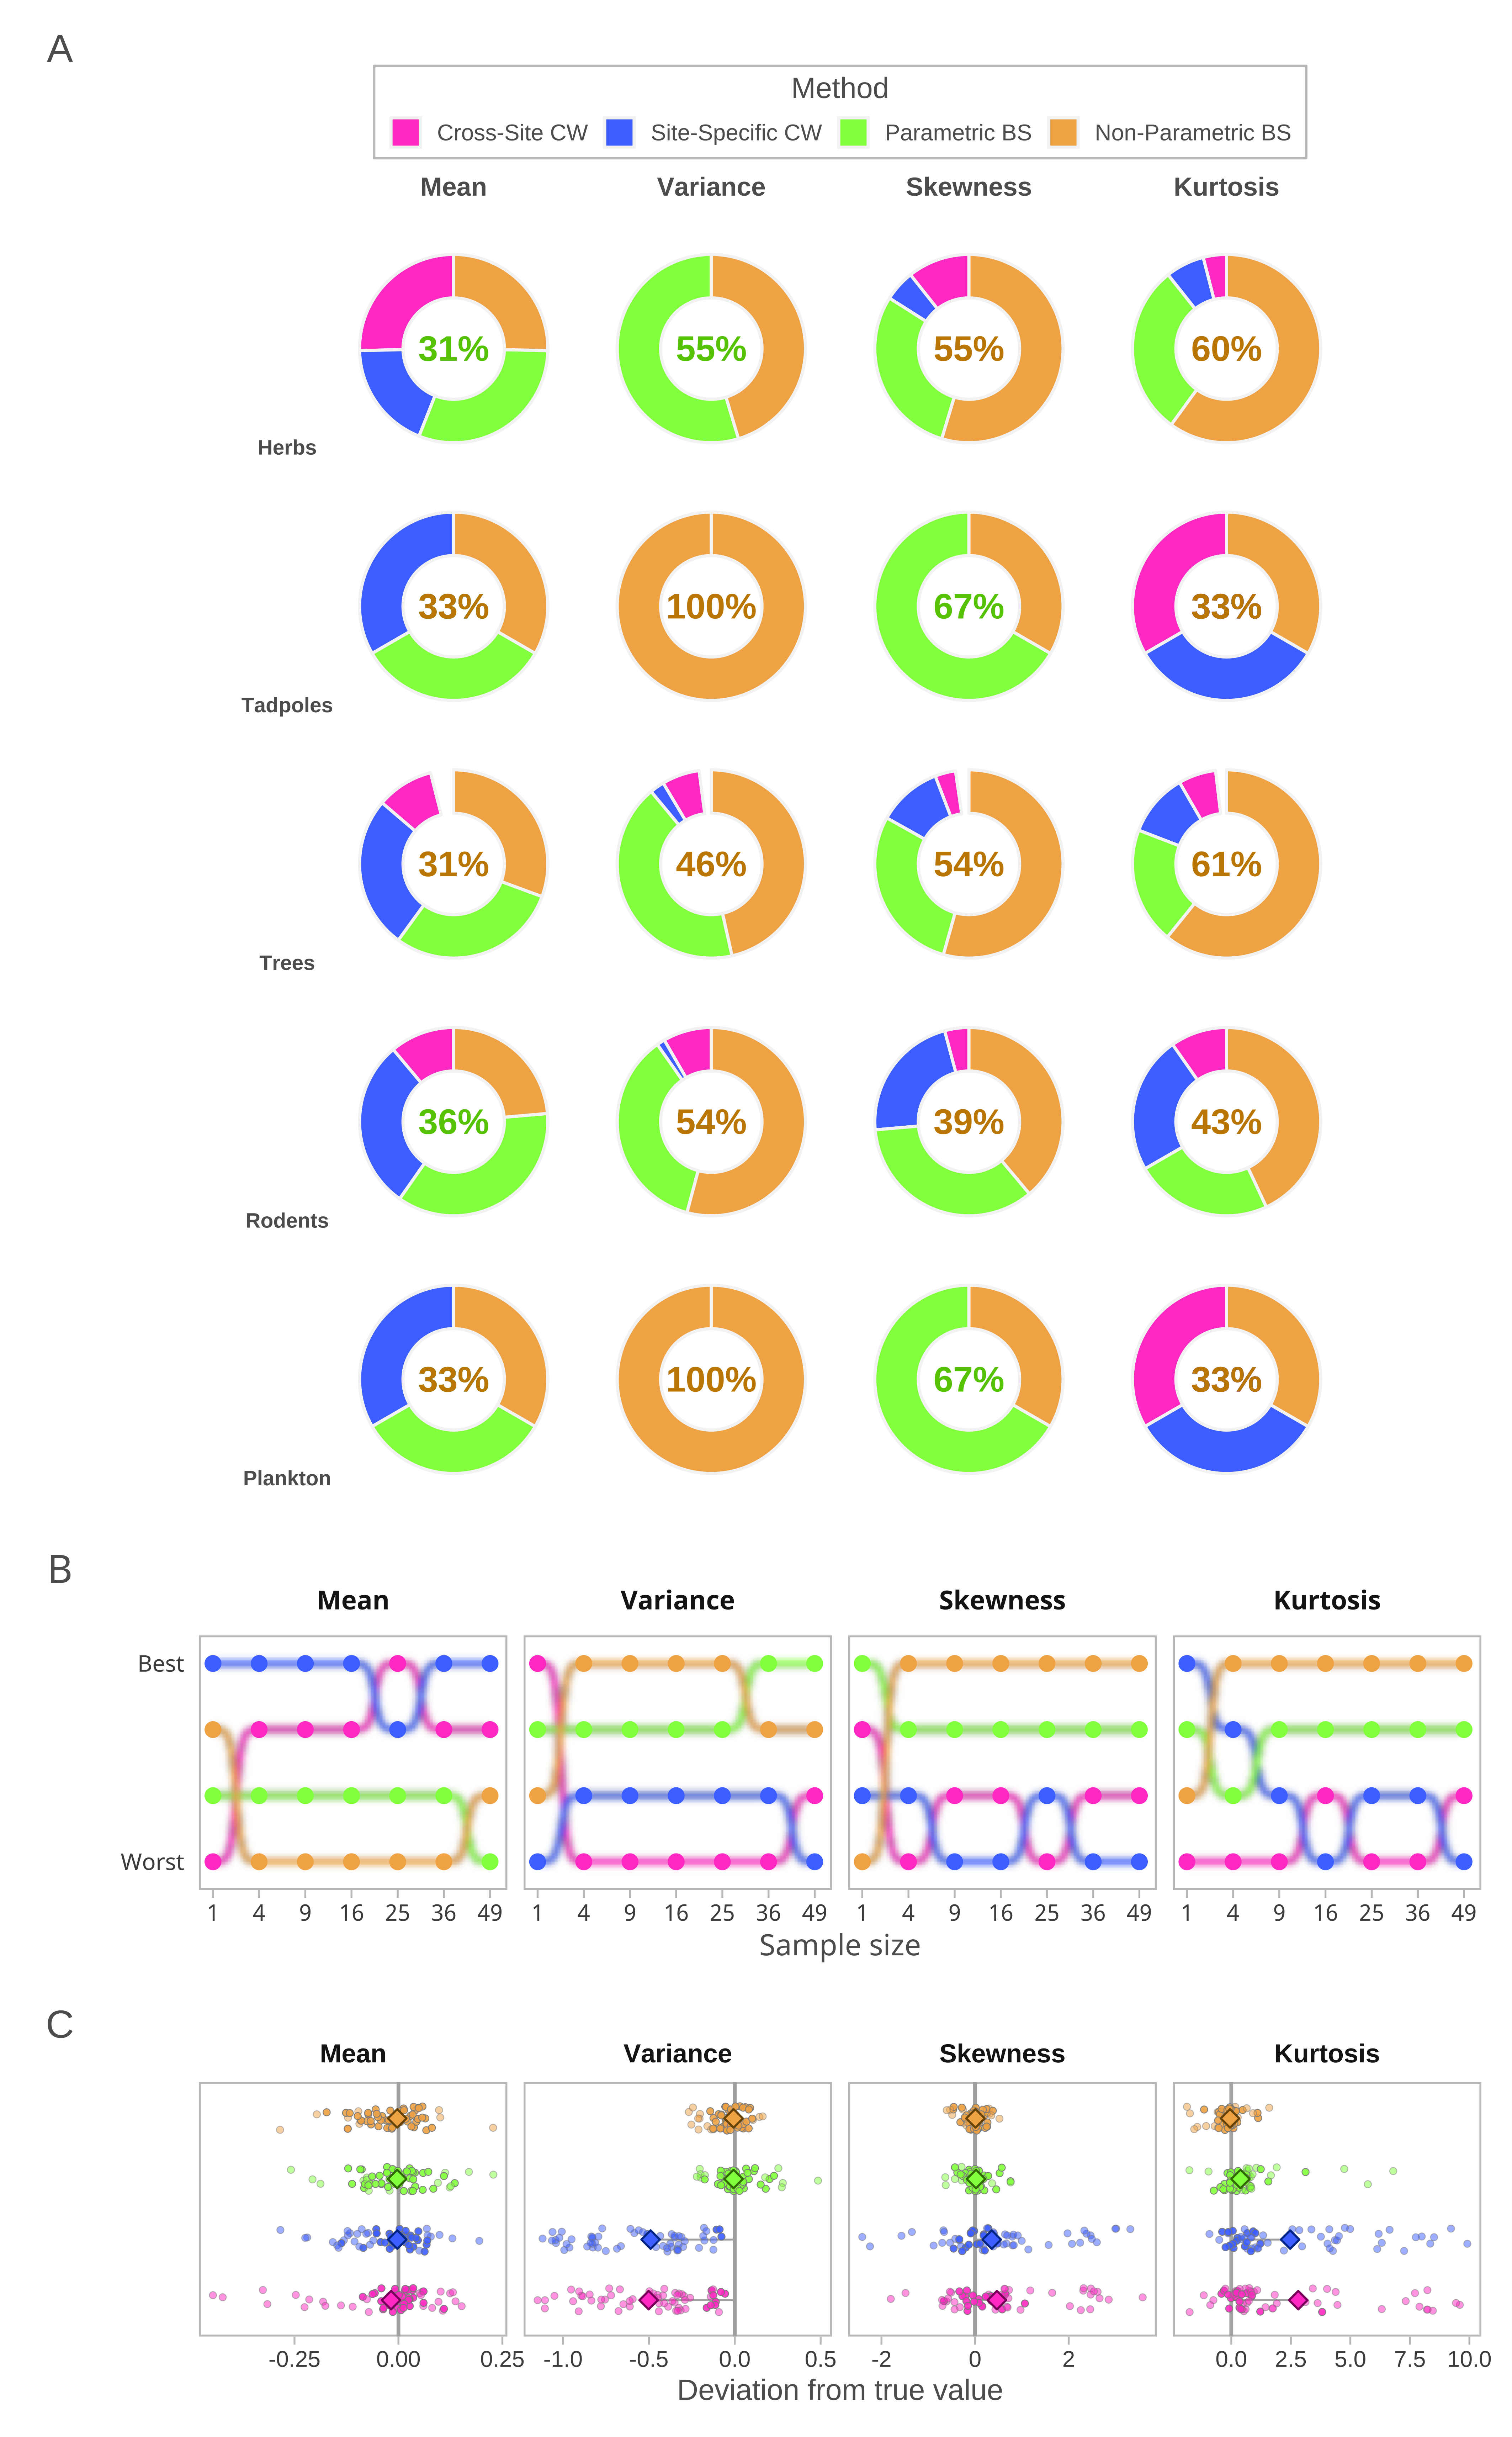 A
Method
Cross-Site CW Site-Specific CW Parametric BS Non-Parametric BS
Mean Variance Skewness Kurtosis
31% 55% 55% 60%
Herbs
33% 100% 67% 33%
Tadpoles
31% 46% 54% 61%
Trees
36% 54% 39% 43%
Rodents
33% 100% 67% 33%
Plankton
B
Mean Variance Skewness Kurtosis
Best
Worst
1 4 9 16 25 36 49 1 4 9 16 25 36 49 1 4 9 16 25 36 49 1 4 9 16 25 36 49
Sample size
C
Mean Variance Skewness Kurtosis
-0.25 0.00 0.25 -1.0 -0.5 0.0 0.5 -2 0 2 0.0 2.5 5.0 7.5 10.0
Deviation from true value